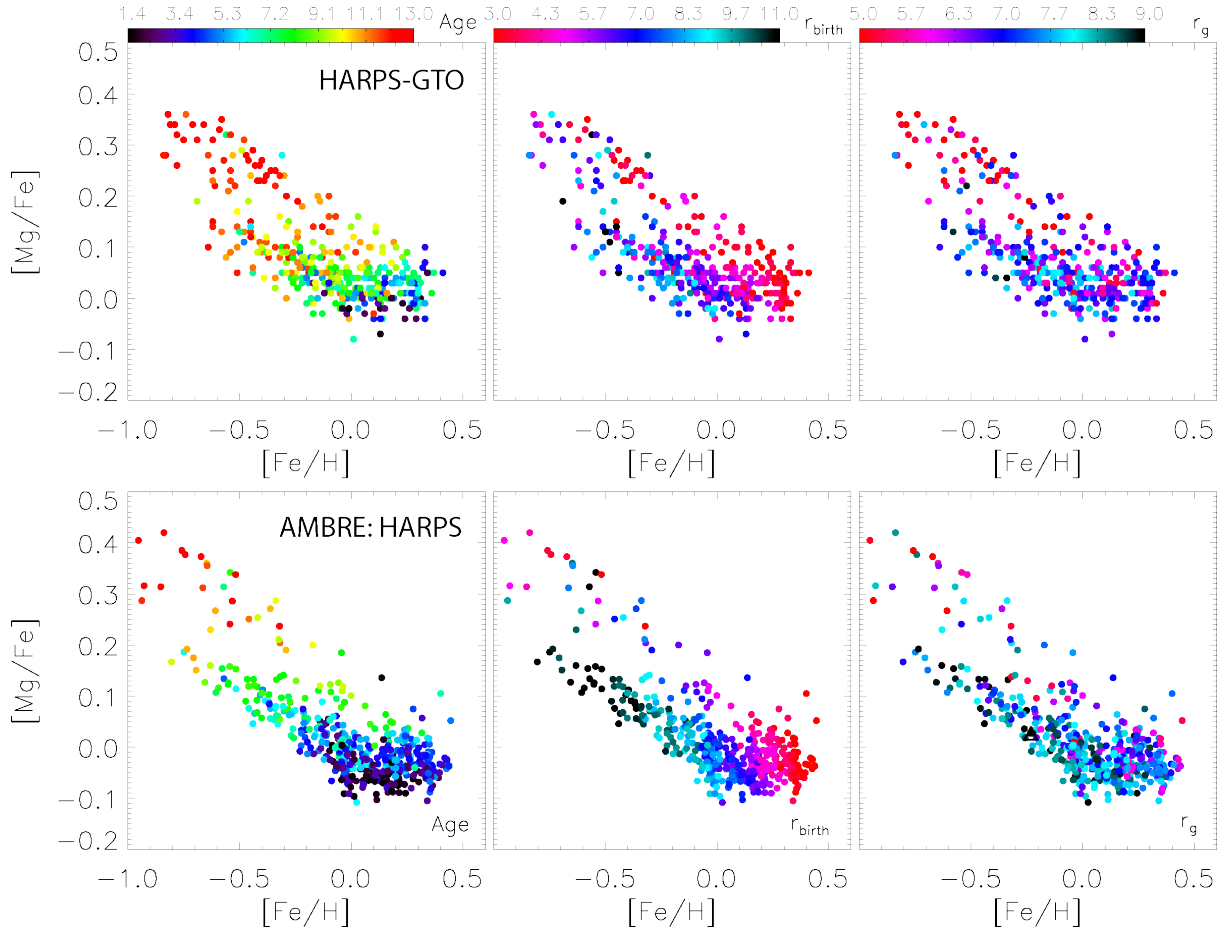 1.4 3.4 5.3 7.2 9.1 11.1 13.0
Age
3.0 4.3 5.7 7.0 8.3 9.7 11.0
r_birth
5.0 5.7 6.3 7.0 7.7 8.3 9.0
r_g
HARPS-GTO
0.5
0.4
0.3
0.2
0.1
0.0
−0.1
−0.2
[Mg/Fe]
−1.0 −0.5 0.0 0.5
−0.5 0.0 0.5
−0.5 0.0 0.5
[Fe/H] [Fe/H] [Fe/H]
AMBRE: HARPS
0.5
0.4
0.3
0.2
0.1
0.0
−0.1
−0.2
[Mg/Fe]
Age
r_birth
r_g
−1.0 −0.5 0.0 0.5
−0.5 0.0 0.5
−0.5 0.0 0.5
[Fe/H] [Fe/H] [Fe/H]